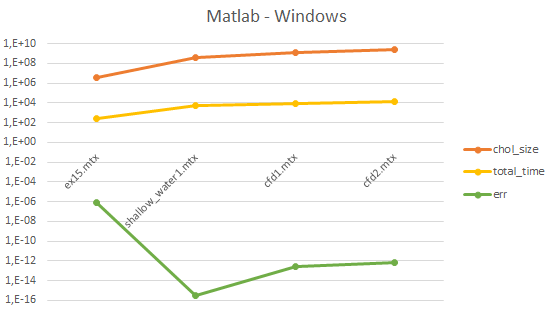 Matlab - Windows
1,E+10
1,E+08
1,E+06
1,E+04
1,E+02
1,E+00
1,E-02
1,E-04
1,E-06
1,E-08
1,E-10
1,E-12
1,E-14
1,E-16
ex15.mtx
shallow_water1.mtx
cfd1.mtx
cfd2.mtx
chol_size
total_time
err